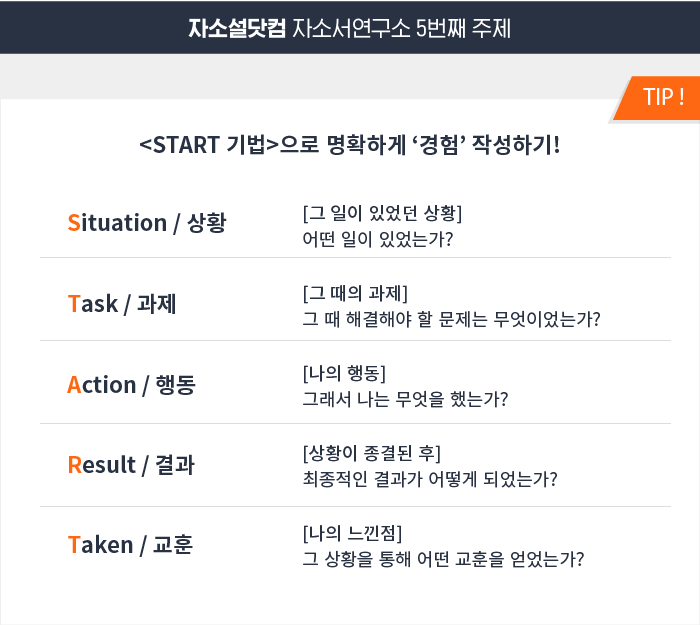 자소설닷컴 자소서연구소 5번째 주제
TIP !
<START 기법>으로 명확하게 ‘경험’ 작성하기!
Situation / 상황
[그 일이 있었던 상황]
어떤 일이 있었는가?
Task / 과제
[그 때의 과제]
그 때 해결해야 할 문제는 무엇이었는가?
Action / 행동
[나의 행동]
그래서 나는 무엇을 했는가?
Result / 결과
[상황이 종결된 후]
최종적인 결과가 어떻게 되었는가?
Taken / 교훈
[나의 느낀점]
그 상황을 통해 어떤 교훈을 얻었는가?